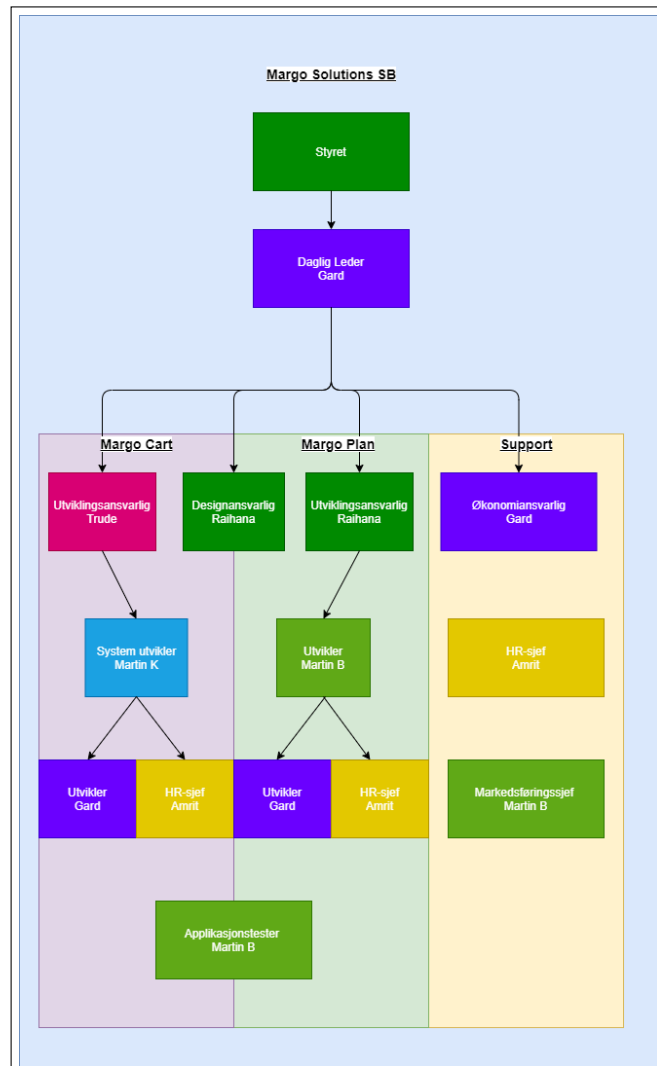 Margo Solutions SB
Styret
Daglig Leder
Gard
Margo Cart
Margo Plan
Support
Utviklingsansvarlig
Trude
Designansvarlig
Raihana
Utviklingsansvarlig
Raihana
Økonomiansvarlig
Gard
System utvikler
Martin K
Utvikler
Martin B
HR-sjef
Amrit
Utvikler
Gard
HR-sjef
Amrit
Utvikler
Gard
HR-sjef
Amrit
Markedsføringssjef
Martin B
Applikasjonstester
Martin B